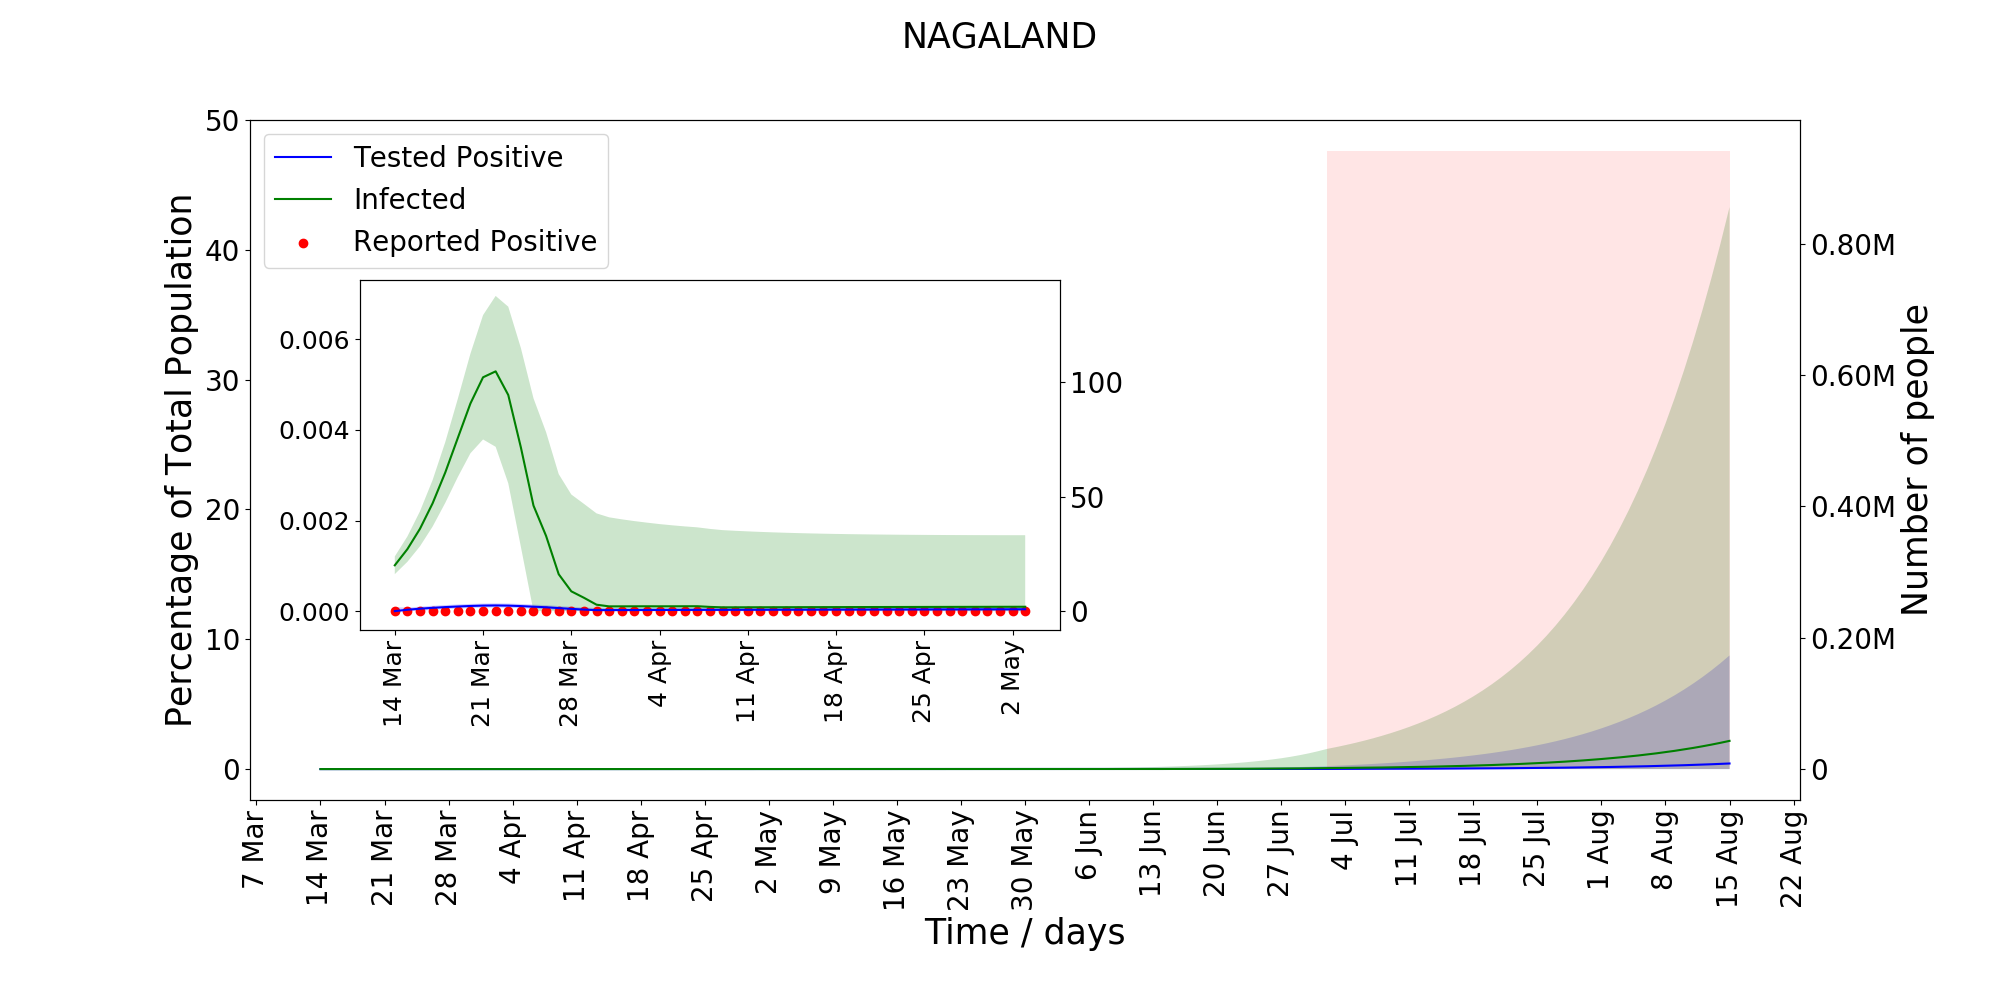 NAGALAND
Tested Positive
Infected
Reported Positive
Percentage of Total Population
50
40
30
20
10
0
0.006
0.004
0.002
0.000
100
50
0
14 Mar
21 Mar
28 Mar
4 Apr
11 Apr
18 Apr
25 Apr
2 May
0.80M
0.60M
0.40M
0.20M
0
Number of people
7 Mar
14 Mar
21 Mar
28 Mar
4 Apr
11 Apr
18 Apr
25 Apr
2 May
9 May
16 May
23 May
30 May
6 Jun
13 Jun
20 Jun
27 Jun
4 Jul
11 Jul
18 Jul
25 Jul
1 Aug
8 Aug
15 Aug
22 Aug
Time / days